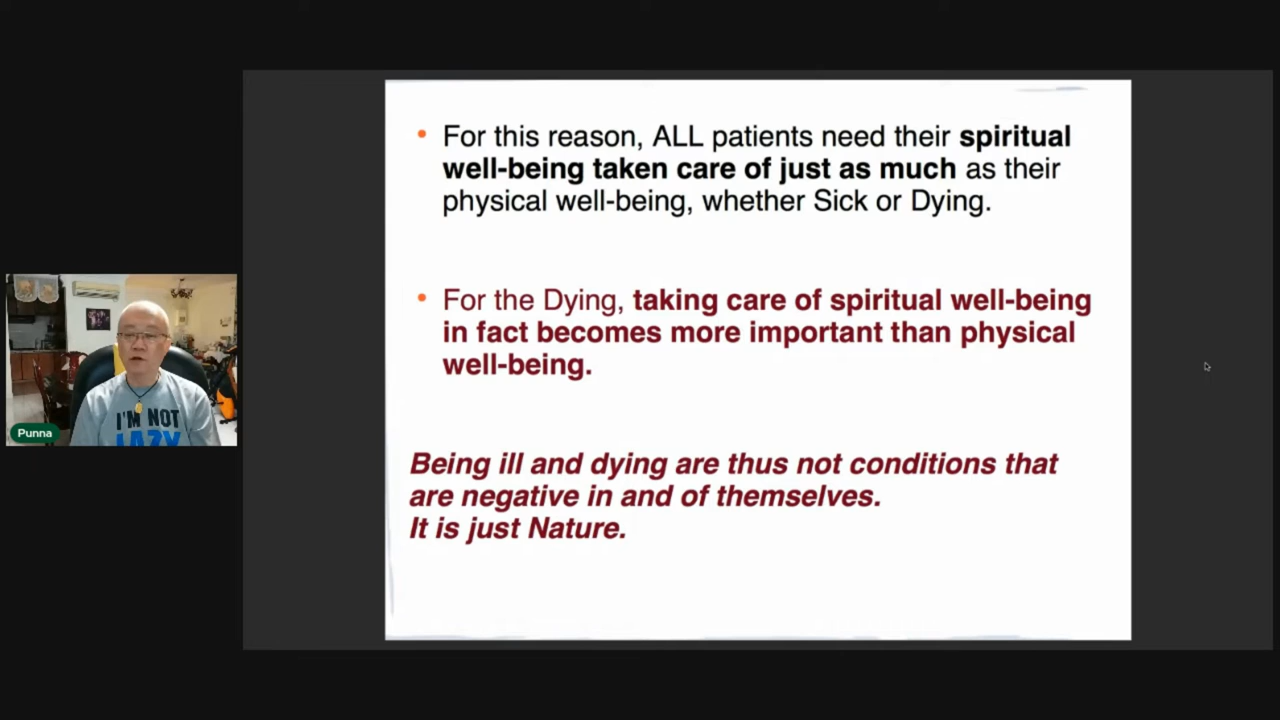 • For this reason, ALL patients need their spiritual
well-being taken care of just as much as their
physical well-being, whether Sick or Dying.
• For the Dying, taking care of spiritual well-being
in fact becomes more important than physical
well-being.
Being ill and dying are thus not conditions that
are negative in and of themselves.
It is just Nature.
I'M NOT
LAZY
Punna